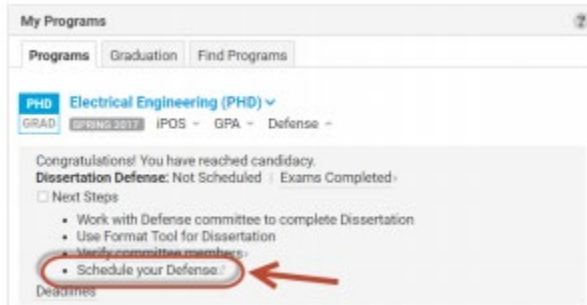 My Programs
Programs Graduation Find Programs
PHD Electrical Engineering (PHD)
GRAD SPRING 2017 iPOS GPA Defense
Congratulations! You have reached candidacy.
Dissertation Defense: Not Scheduled | Exams Completed
Next Steps
• Work with Defense committee to complete Dissertation
• Use Format Tool for Dissertation
• Verify committee members
• Schedule your Defense
Deadlines